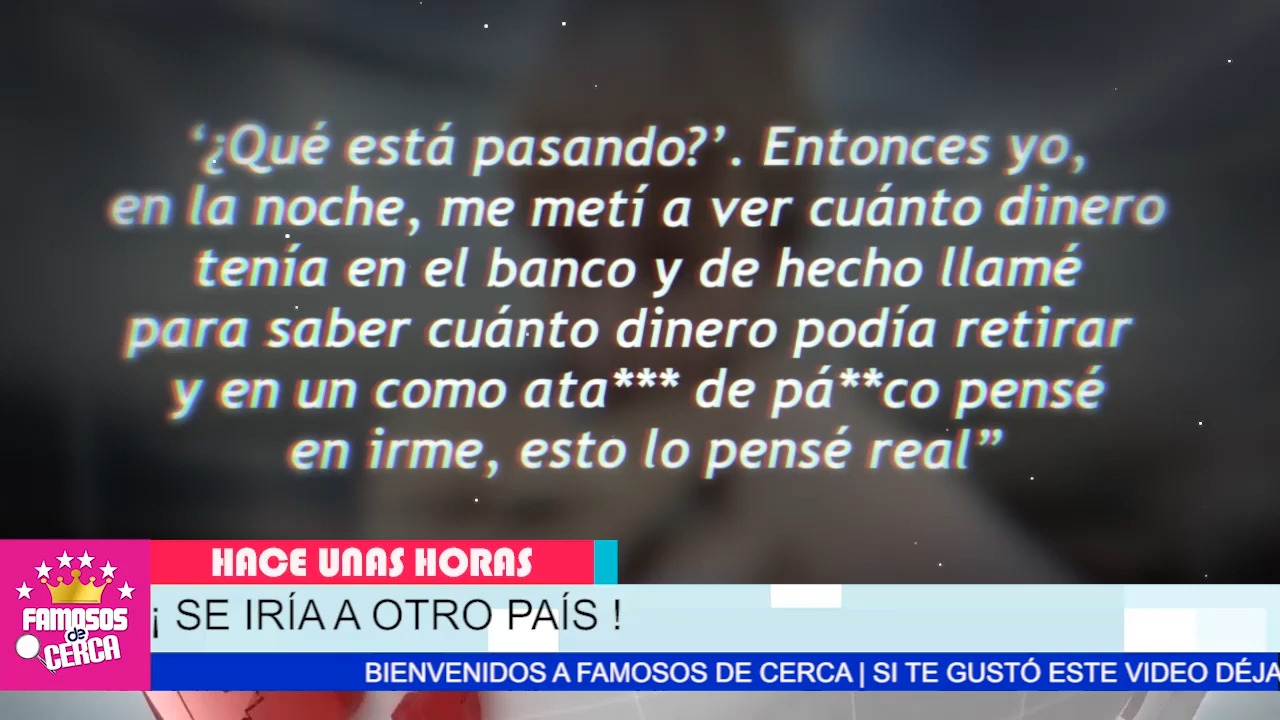 ‘¿Qué está pasando?’. Entonces yo,
en la noche, me metí a ver cuánto dinero
tenía en el banco y de hecho llamé
para saber cuánto dinero podía retirar
y en un como ata*** de pá**co pensé
en irme, esto lo pensé real”
HACE UNAS HORAS
¡ SE IRÍA A OTRO PAÍS !
FAMOSOS
de
CERCA
BIENVENIDOS A FAMOSOS DE CERCA | SI TE GUSTÓ ESTE VIDEO DÉJA